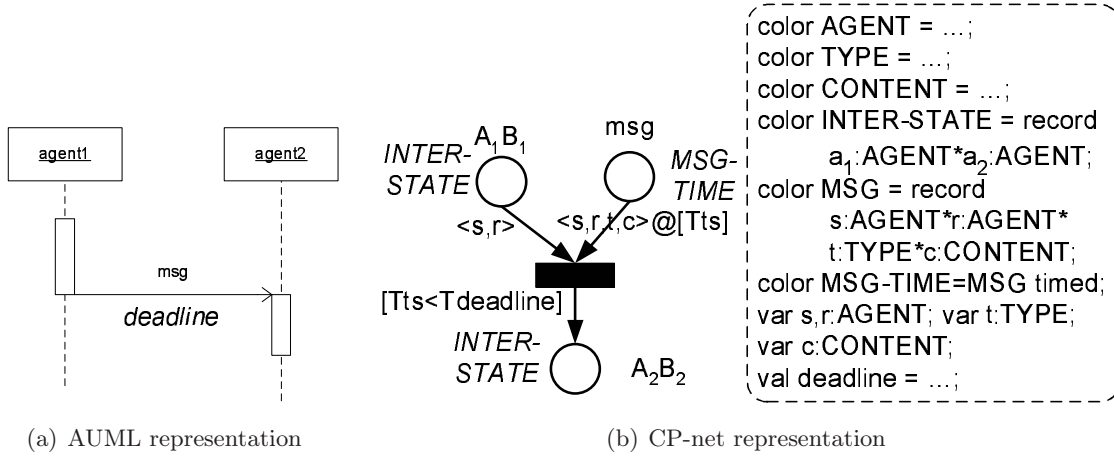 agent1
agent2
msg
deadline
(a) AUML representation
A1B1
msg
INTER-
STATE
MSG-
TIME
<s,r>
<s,r,t,c>@[Tts]
[Tts<Tdeadline]
INTER-
STATE
A2B2
color AGENT = ...;
color TYPE = ...;
color CONTENT = ...;
color INTER-STATE = record
a1:AGENT*a2:AGENT;
color MSG = record
s:AGENT*r:AGENT*
t:TYPE*c:CONTENT;
color MSG-TIME=MSG timed;
var s,r:AGENT; var t:TYPE;
var c:CONTENT;
val deadline = ...;
(b) CP-net representation